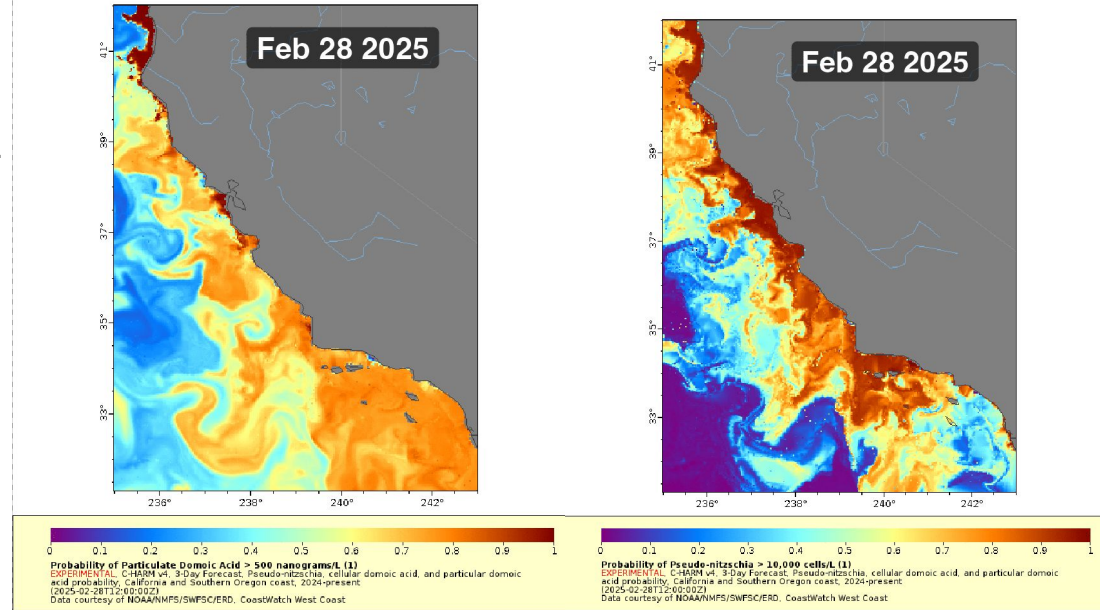 Feb 28 2025
41°
39°
37°
35°
33°
236°
238°
240°
242°
0 0.1 0.2 0.3 0.4 0.5 0.6 0.7 0.8 0.9 1
Probability of Particulate Domoic Acid > 500 nanograms/L (1)
EXPERIMENTAL, C-HARM v4, 3-Day Forecast, Pseudo-nitzschia, cellular domoic acid, and particular domoic
acid probability, California and Southern Oregon coast, 2024-present
(2025-02-28T12:00:00Z)
Data courtesy of NOAA/NMFS/SWFSC/ERD, CoastWatch West Coast
Feb 28 2025
41°
39°
37°
35°
33°
236°
238°
240°
242°
0 0.1 0.2 0.3 0.4 0.5 0.6 0.7 0.8 0.9 1
Probability of Pseudo-nitzschia > 10,000 cells/L (1)
EXPERIMENTAL, C-HARM v4, 3-Day Forecast, Pseudo-nitzschia, cellular domoic acid, and particular domoic
acid probability, California and Southern Oregon coast, 2024-present
(2025-02-28T12:00:00Z)
Data courtesy of NOAA/NMFS/SWFSC/ERD, CoastWatch West Coast